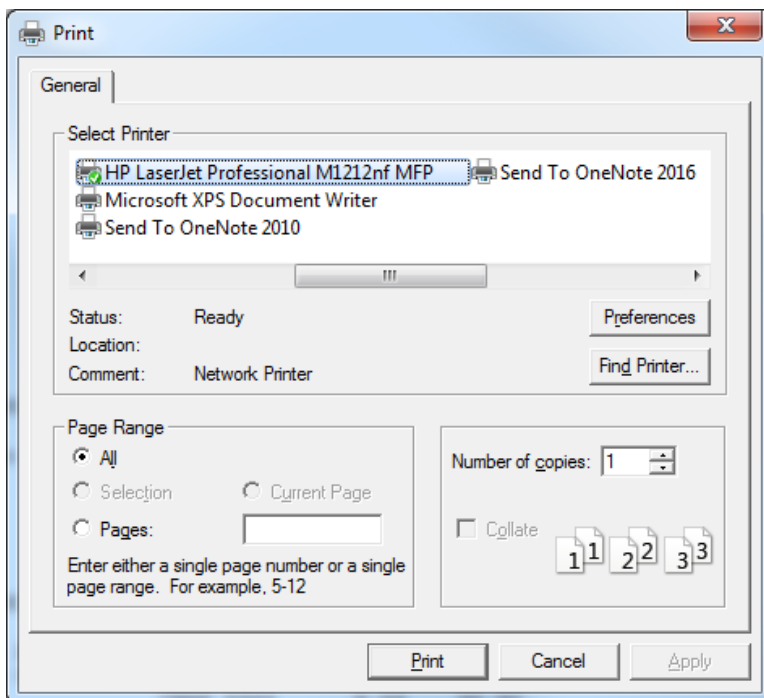 Print
General
Select Printer
HP LaserJet Professional M1212nf MFP
Send To OneNote 2016
Microsoft XPS Document Writer
Send To OneNote 2010
Status: Ready
Preferences
Location:
Comment: Network Printer
Find Printer...
Page Range
All
Selection
Current Page
Pages:
Enter either a single page number or a single
page range. For example, 5-12
Number of copies: 1
Collate
1 1 2 2 3 3
Print
Cancel
Apply